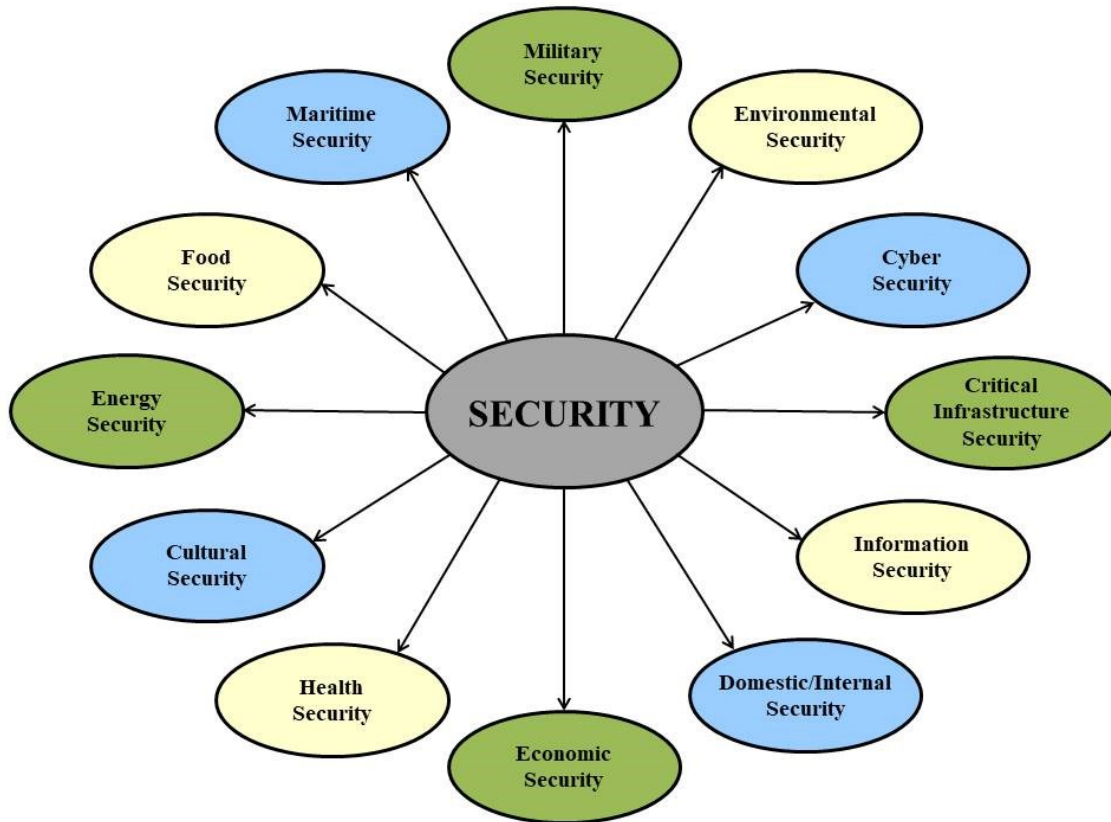 Military
Security
Environmental
Security
Cyber
Security
Critical
Infrastructure
Security
Information
Security
Domestic/Internal
Security
Economic
Security
Health
Security
Cultural
Security
Energy
Security
Food
Security
Maritime
Security
SECURITY